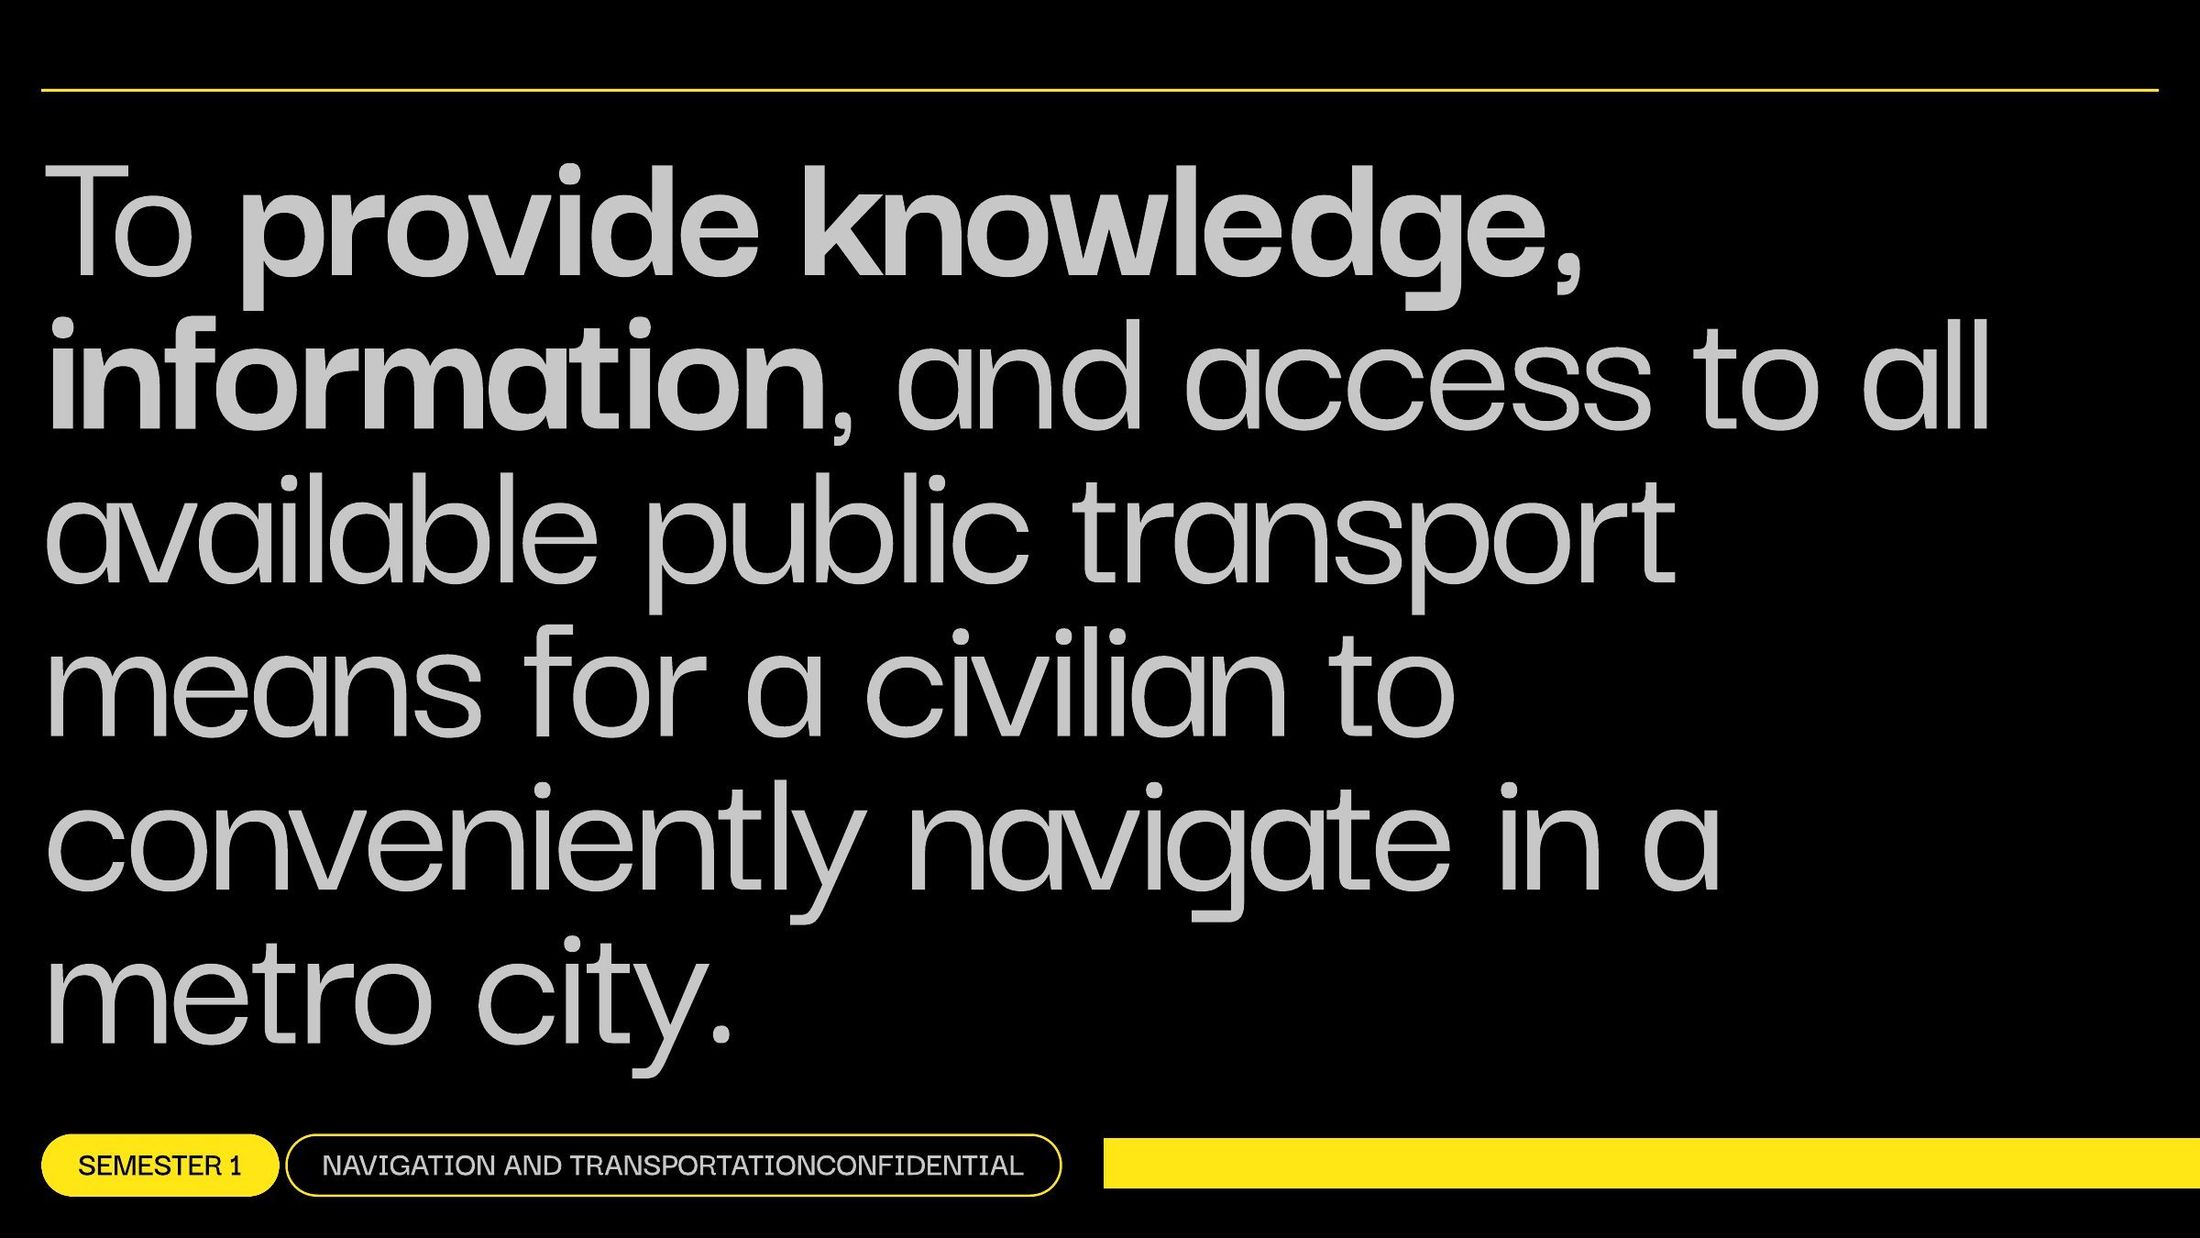 To provide knowledge,
information, and access to all
available public transport
means for a civilian to
conveniently navigate in a
metro city.
SEMESTER 1
NAVIGATION AND TRANSPORTATIONCONFIDENTIAL